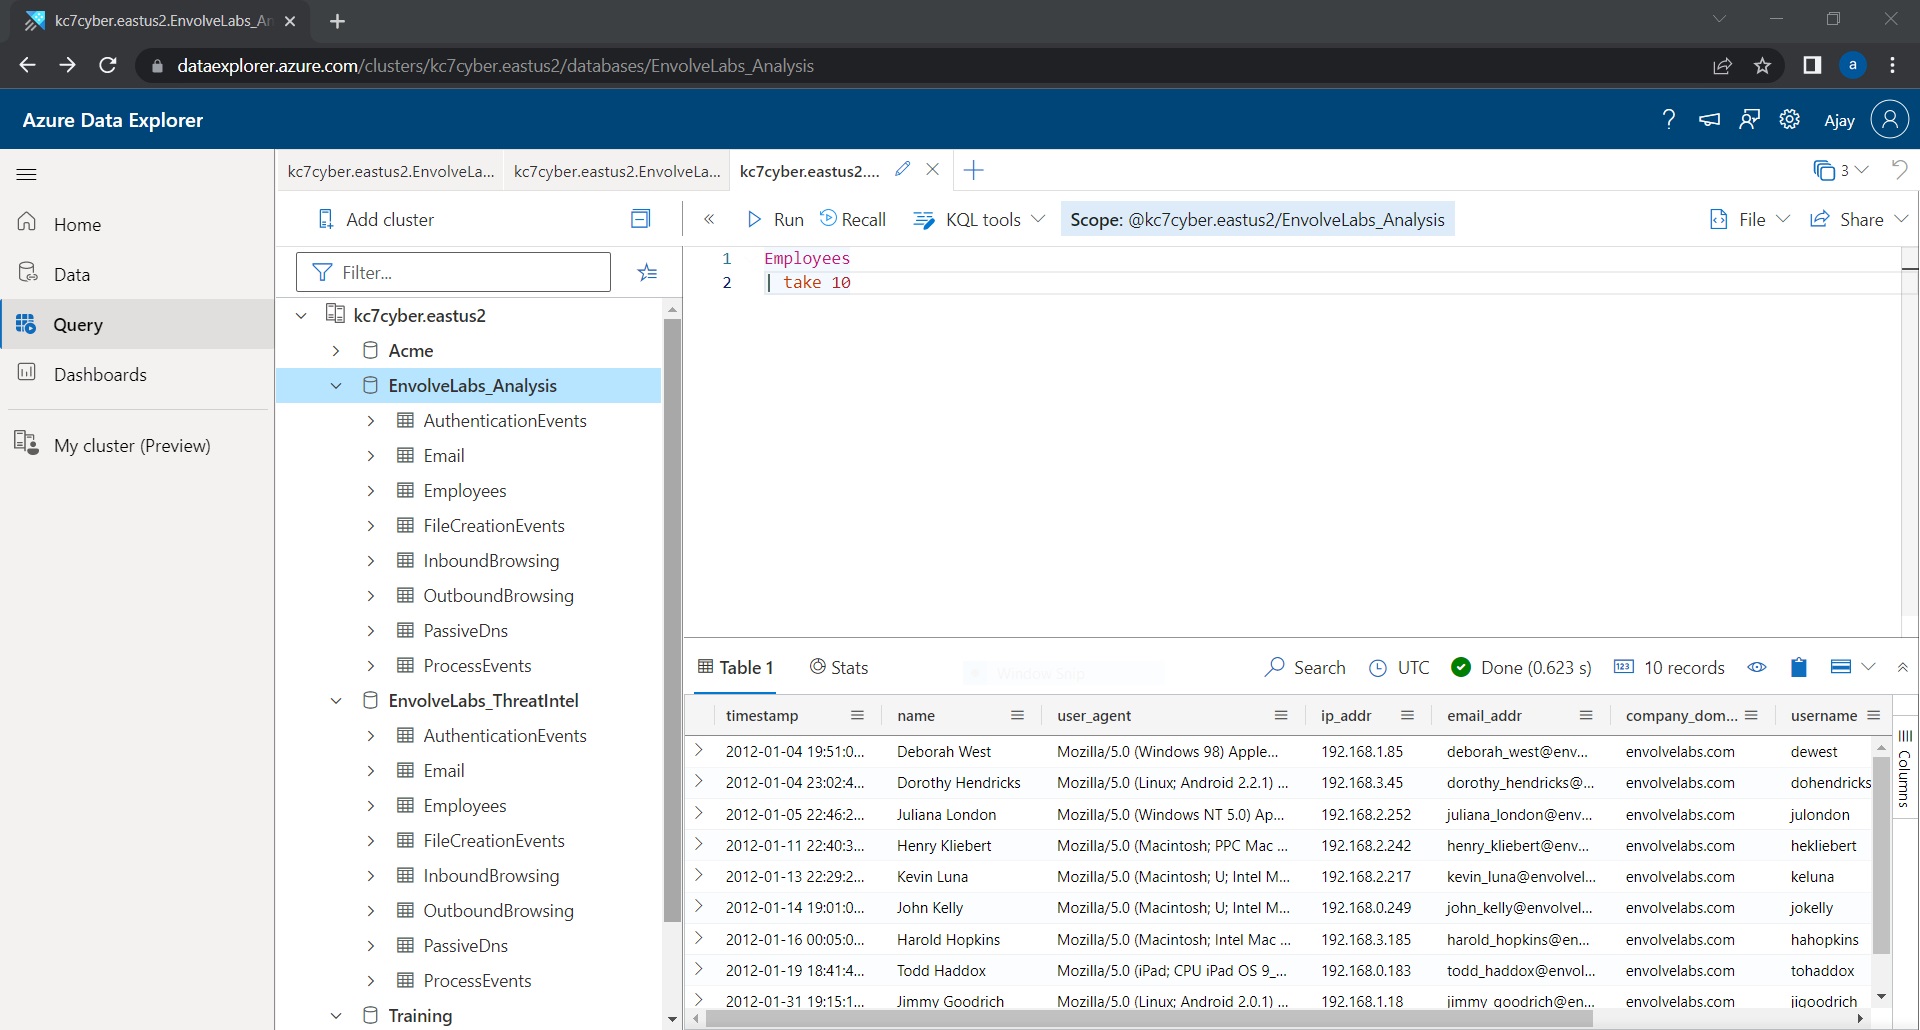 kc7cyber.eastus2.EnvolveLabs_An
dataexplorer.azure.com/clusters/kc7cyber.eastus2/databases/EnvolveLabs_Analysis
a
Azure Data Explorer
Ajay
Home
Data
Query
Dashboards
My cluster (Preview)
kc7cyber.eastus2.EnvolveLa...
kc7cyber.eastus2.EnvolveLa...
kc7cyber.eastus2....
3
Add cluster
Run
Recall
KQL tools
Scope: @kc7cyber.eastus2/EnvolveLabs_Analysis
File
Share
Filter...
kc7cyber.eastus2
Acme
EnvolveLabs_Analysis
AuthenticationEvents
Email
Employees
FileCreationEvents
InboundBrowsing
OutboundBrowsing
PassiveDns
ProcessEvents
EnvolveLabs_ThreatIntel
AuthenticationEvents
Email
Employees
FileCreationEvents
InboundBrowsing
OutboundBrowsing
PassiveDns
ProcessEvents
Training
1 Employees
2 | take 10
Table 1
Stats
Window Snip
Search
UTC
Done (0.623 s)
123 10 records
timestamp name user_agent ip_addr email_addr company_dom... username
2012-01-04 19:51:0... Deborah West Mozilla/5.0 (Windows 98) Apple... 192.168.1.85 deborah_west@env... envolvelabs.com dewest
2012-01-04 23:02:4... Dorothy Hendricks Mozilla/5.0 (Linux; Android 2.2.1) ... 192.168.3.45 dorothy_hendricks@... envolvelabs.com dohendricks
2012-01-05 22:46:2... Juliana London Mozilla/5.0 (Windows NT 5.0) Ap... 192.168.2.252 juliana_london@env... envolvelabs.com julondon
2012-01-11 22:40:3... Henry Kliebert Mozilla/5.0 (Macintosh; PPC Mac ... 192.168.2.242 henry_kliebert@env... envolvelabs.com hekliebert
2012-01-13 22:29:2... Kevin Luna Mozilla/5.0 (Macintosh; U; Intel M... 192.168.2.217 kevin_luna@envolvel... envolvelabs.com keluna
2012-01-14 19:01:0... John Kelly Mozilla/5.0 (Macintosh; U; Intel M... 192.168.0.249 john_kelly@envolvel... envolvelabs.com jokelly
2012-01-16 00:05:0... Harold Hopkins Mozilla/5.0 (Macintosh; Intel Mac ... 192.168.3.185 harold_hopkins@en... envolvelabs.com hahopkins
2012-01-19 18:41:4... Todd Haddox Mozilla/5.0 (iPad; CPU iPad OS 9_... 192.168.0.183 todd_haddox@envol... envolvelabs.com tohaddox
2012-01-31 19:15:1... Jimmy Goodrich Mozilla/5.0 (Linux; Android 2.0.1) ... 192.168.1.18 jimmy_goodrich@en... envolvelabs.com jigoodrich
Columns